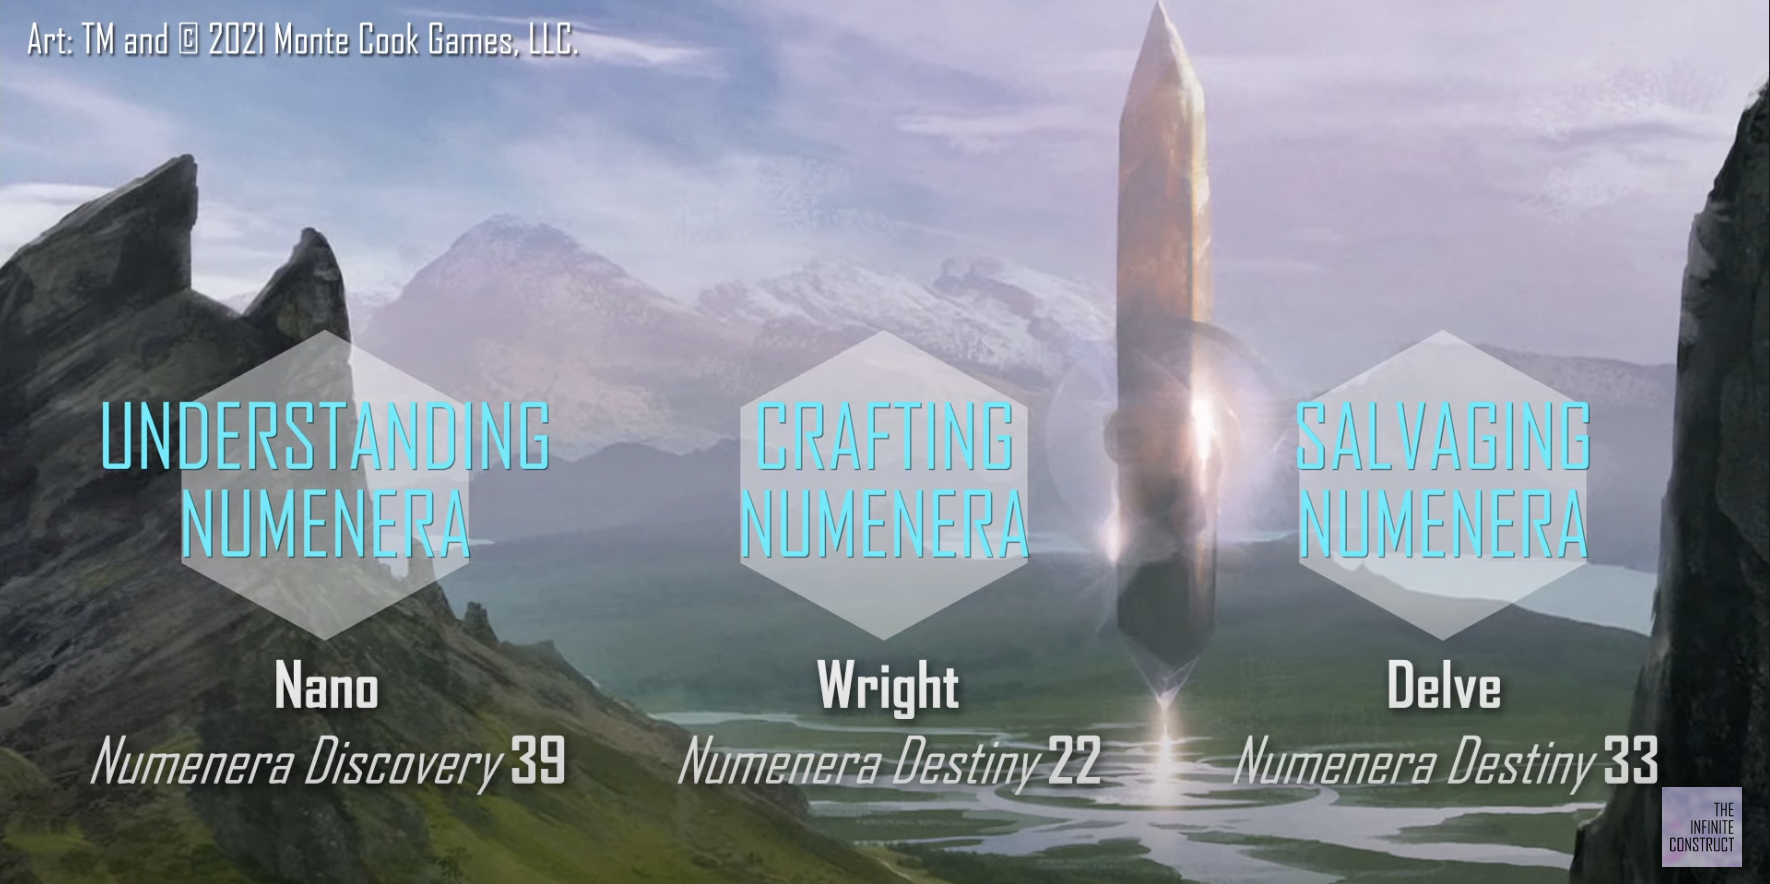 Art: TM and © 2021 Monte Cook Games, LLC.
UNDERSTANDING
NUMENERA
Nano
Numenera Discovery 39
CRAFTING
NUMENERA
Wright
Numenera Destiny 22
SALVAGING
NUMENERA
Delve
Numenera Destiny 33
THE
INFINITE
CONSTRUCT